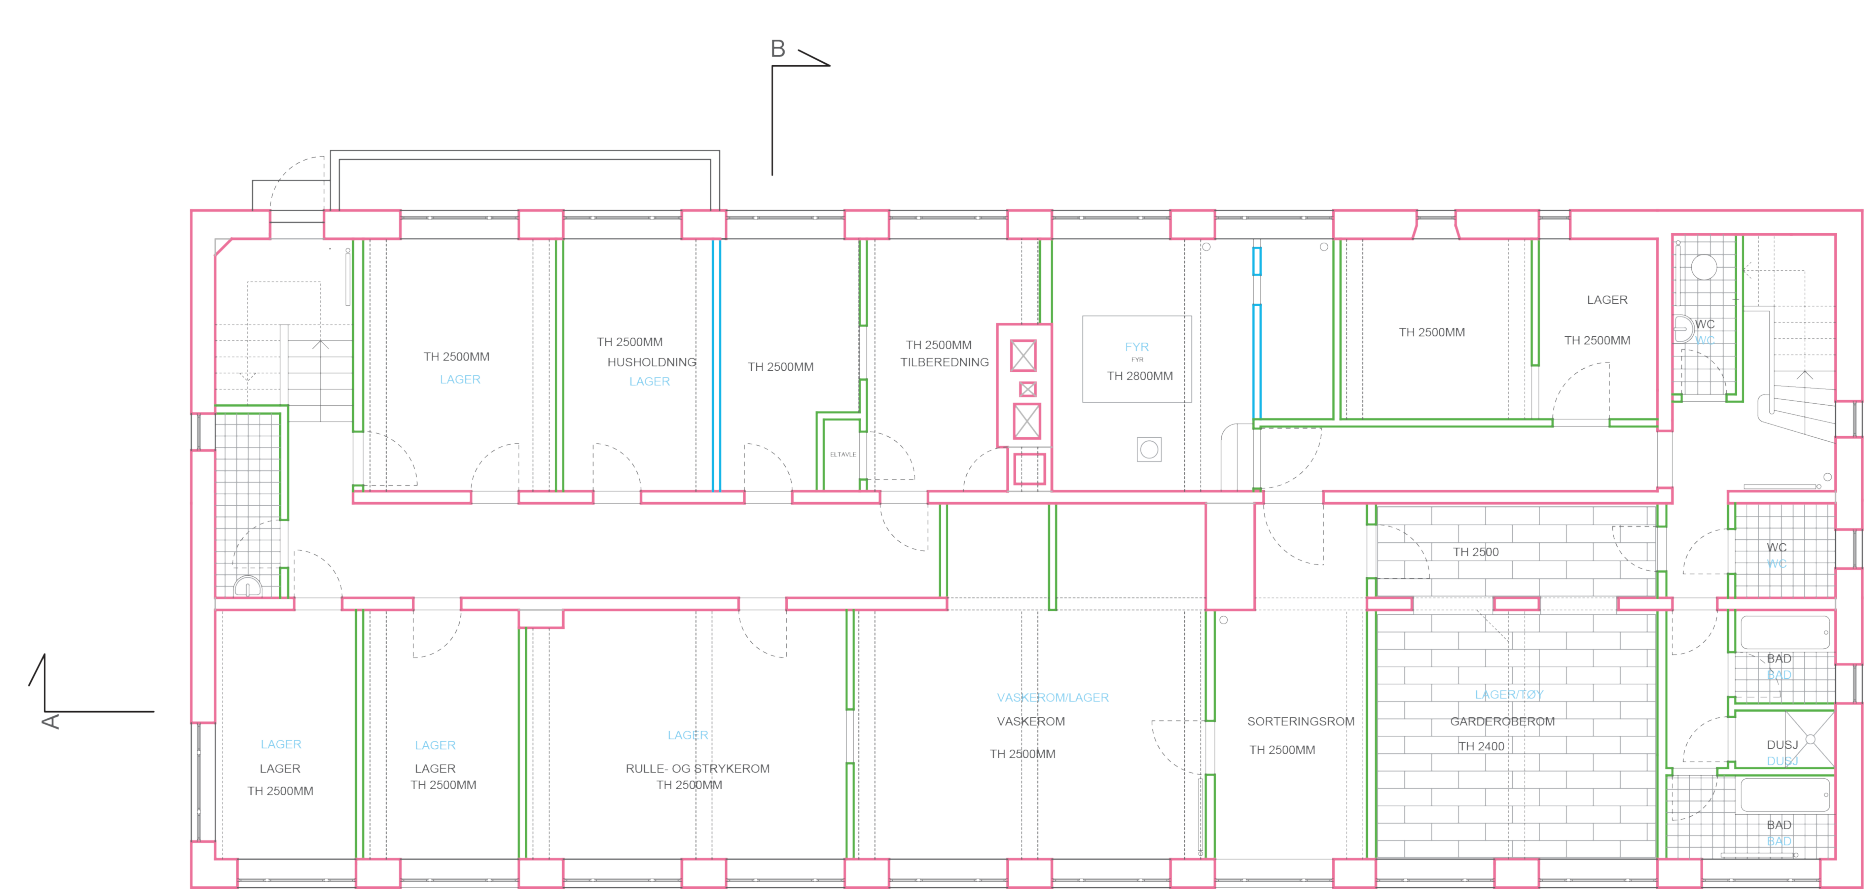 B
LAGER
TH 2500MM
WC
WC
TH 2500MM
TH 2500MM
HUSHOLDNING
LAGER
TH 2500MM
LAGER
TH 2500MM
TH 2500MM
TILBEREDNING
FYR
FYR
TH 2800MM
ELTAVLE
TH 2500
WC
WC
BAD
BAD
A
VASKEROM/LAGER
VASKEROM
TH 2500MM
SORTERINGSROM
TH 2500MM
LAGER/TØY
GARDEROBEROM
TH 2400
LAGER
LAGER
TH 2500MM
LAGER
LAGER
TH 2500MM
LAGER
RULLE- OG STRYKEROM
TH 2500MM
DUSJ
DUSJ
BAD
BAD